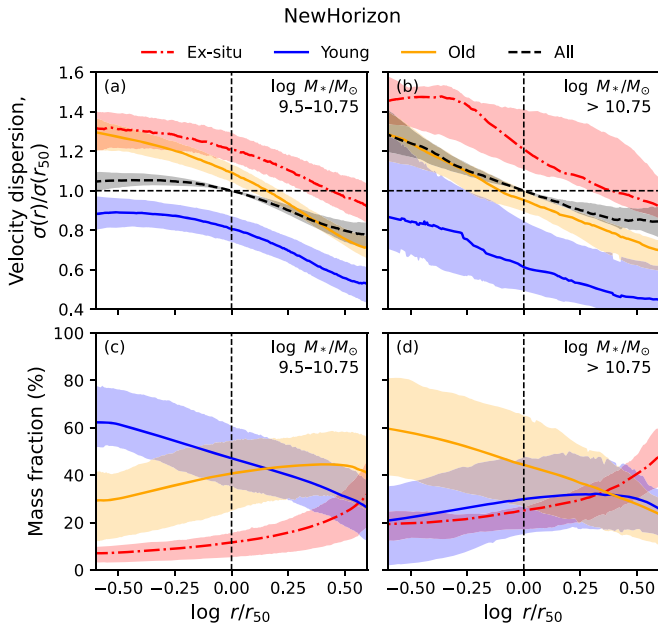 NewHorizon
Ex-situ Young Old All
Velocity dispersion,
σ(r)/σ(r₅₀)
1.6
1.4
1.2
1.0
0.8
0.6
0.4
(a)
log M*/M⊙
9.5–10.75
(b)
log M*/M⊙
> 10.75
Mass fraction (%)
100
80
60
40
20
0
(c)
log M*/M⊙
9.5–10.75
(d)
log M*/M⊙
> 10.75
−0.50 −0.25 0.00 0.25 0.50
−0.50 −0.25 0.00 0.25 0.50
log r/r₅₀
log r/r₅₀